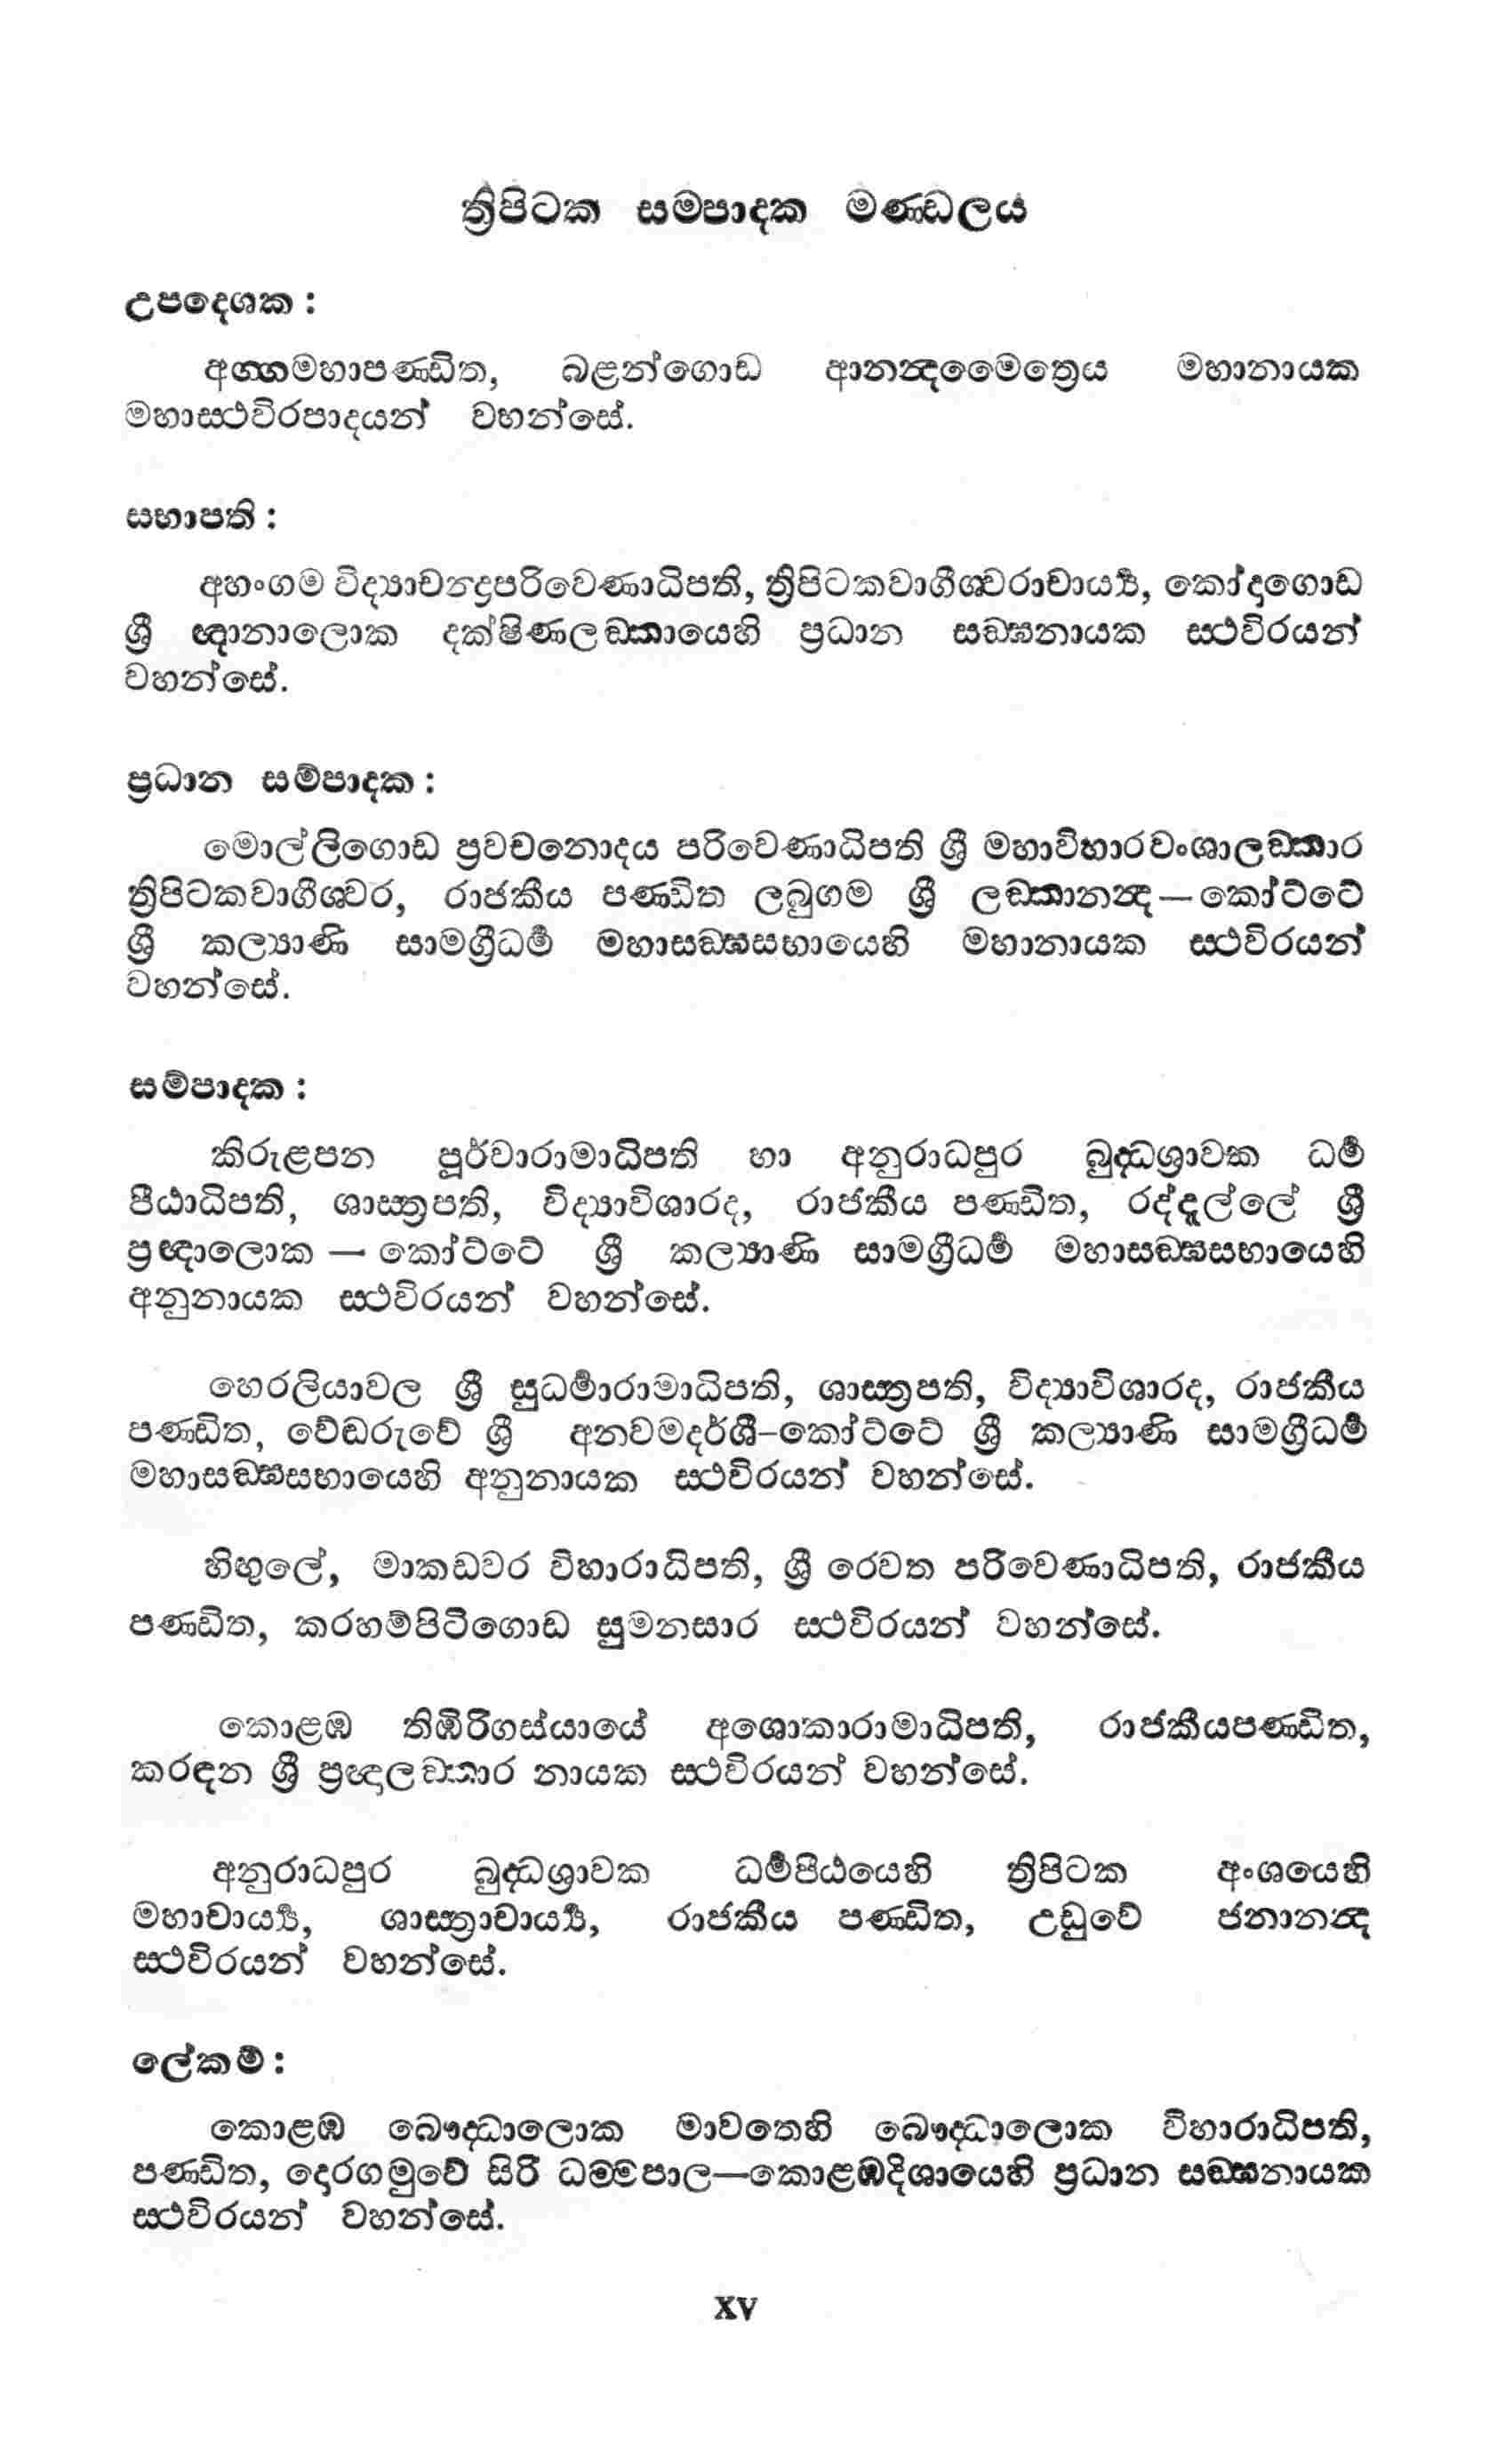 ත්‍රිපිටක සම්පාදක මණ්ඩලය
උපදෙශක :
අග්‍ගමහාපණ්ඩිත, බළන්ගොඩ ආනන්‍දමෛත්‍රෙය මහානායක
මහාස්ථවිරපාදයන් වහන්සේ.
සභාපති :
අහංගම විද්‍යාචන්‍ද්‍රපරිවෙණාධිපති, ත්‍රිපිටකවාගීශ්වරාචාර්‍ය්‍ය, කෝදාගොඩ
ශ්‍රී ඥානාලොක දක්ෂිණලඞ්කායෙහි ප්‍රධාන සඞ්ඝනායක ස්ථවිරයන්
වහන්සේ.
ප්‍රධාන සම්පාදක :
මොල්ලිගොඩ ප්‍රවචනොදය පරිවෙණාධිපති ශ්‍රී මහාවිහාරවංශාලඞ්කාර
ත්‍රිපිටකවාගීශ්වර, රාජකීය පණ්ඩිත ලබුගම ශ්‍රී ලඞ්කානන්‍ද—කෝට්ටේ
ශ්‍රී කල්‍යාණි සාමග්‍රීධර්‍ම මහාසඞ්ඝසභායෙහි මහානායක ස්ථවිරයන්
වහන්සේ.
සම්පාදක :
කිරුළපන පූර්වාරාමාධිපති හා අනුරාධපුර බුද්ධශ්‍රාවක ධර්‍ම
පීඨාධිපති, ශාස්ත්‍රපති, විද්‍යාවිශාරද, රාජකීය පණ්ඩිත, රද්දැල්ලේ ශ්‍රී
ප්‍රඥාලොක — කෝට්ටේ ශ්‍රී කල්‍යාණි සාමග්‍රීධර්‍ම මහාසඞ්ඝසභායෙහි
අනුනායක ස්ථවිරයන් වහන්සේ.
හෙරලියාවල ශ්‍රී සුධර්‍මාරාමාධිපති, ශාස්ත්‍රපති, විද්‍යාවිශාරද, රාජකීය
පණ්ඩිත, වේඬරුවේ ශ්‍රී අනවමදර්ශී–කෝට්ටේ ශ්‍රී කල්‍යාණි සාමග්‍රීධර්‍ම
මහාසඞ්ඝසභායෙහි අනුනායක ස්ථවිරයන් වහන්සේ.
හිඟුලේ, මාකඩවර විහාරාධිපති, ශ්‍රී රෙවත පරිවෙණාධිපති, රාජකීය
පණ්ඩිත, කරහම්පිටිගොඩ සුමනසාර ස්ථවිරයන් වහන්සේ.
කොළඹ තිඹිරිගස්යායේ අශොකාරාමාධිපති, රාජකීයපණ්ඩිත,
කරඳන ශ්‍රී ප්‍රඥාලඞ්කාර නායක ස්ථවිරයන් වහන්සේ.
අනුරාධපුර බුද්ධශ්‍රාවක ධර්‍මපීඨයෙහි ත්‍රිපිටක අංශයෙහි
මහාචාර්‍ය්‍ය, ශාස්ත්‍රාචාර්‍ය්‍ය, රාජකීය පණ්ඩිත, උඩුවේ ජනානන්‍ද
ස්ථවිරයන් වහන්සේ.
ලේකම් :
කොළඹ බෞද්ධාලොක මාවතෙහි බෞද්ධාලොක විහාරාධිපති,
පණ්ඩිත, දොරගමුවේ සිරි ධම්මපාල—කොළඹදිශායෙහි ප්‍රධාන සඞ්ඝනායක
ස්ථවිරයන් වහන්සේ.
XV